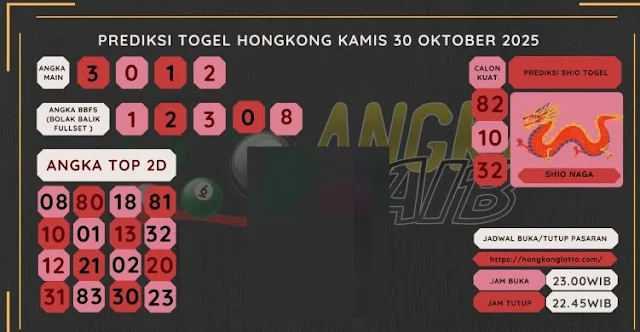 PREDIKSI TOGEL HONGKONG KAMIS 30 OKTOBER 2025
ANGKA
MAIN
3 0 1 2
ANGKA BBFS
(BOLAK BALIK
FULLSET )
1 2 3 0 8
ANGKA TOP 2D
08 80 18 81
10 01 13 32
12 21 02 20
31 83 30 23
CALON
KUAT
82
10
32
PREDIKSI SHIO TOGEL
SHIO NAGA
JADWAL BUKA/TUTUP PASARAN
https://hongkonglotto.com/
JAM BUKA 23.00WIB
JAM TUTUP 22.45WIB
6